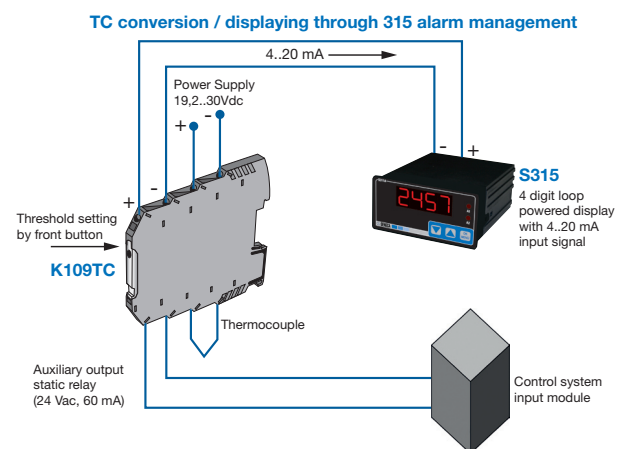 TC conversion / displaying through 315 alarm management
4..20 mA
Power Supply
19,2..30Vdc
+
-
-
+
+
-
S315
2457
4 digit loop
powered display
with 4..20 mA
input signal
Threshold setting
by front button
K109TC
Thermocouple
Auxiliary output
static relay
(24 Vac, 60 mA)
Control system
input module